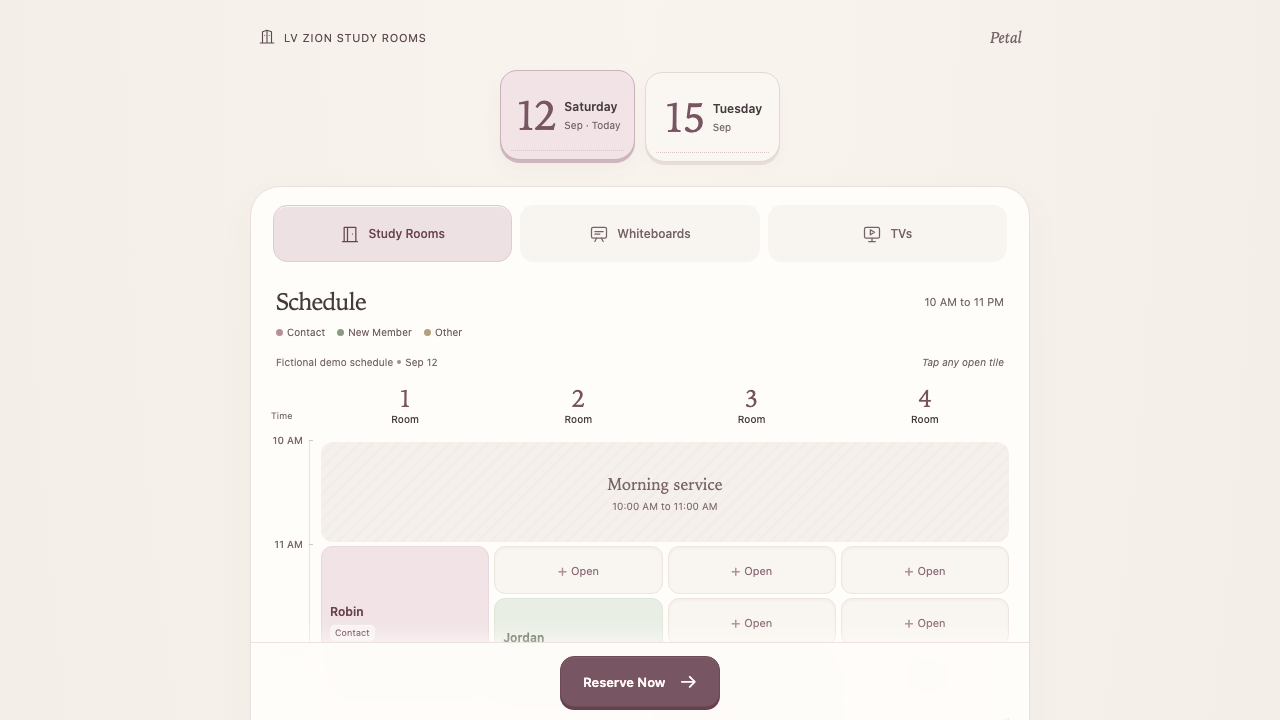 LV ZION STUDY ROOMS
Petal
12 Saturday
Sep · Today
15 Tuesday
Sep
Study Rooms
Whiteboards
TVs
Schedule
10 AM to 11 PM
Contact New Member Other
Fictional demo schedule • Sep 12
Tap any open tile
Time
1
Room
2
Room
3
Room
4
Room
10 AM
Morning service
10:00 AM to 11:00 AM
11 AM
+ Open
+ Open
+ Open
Robin
Contact
Jordan
+ Open
+ Open
Reserve Now →